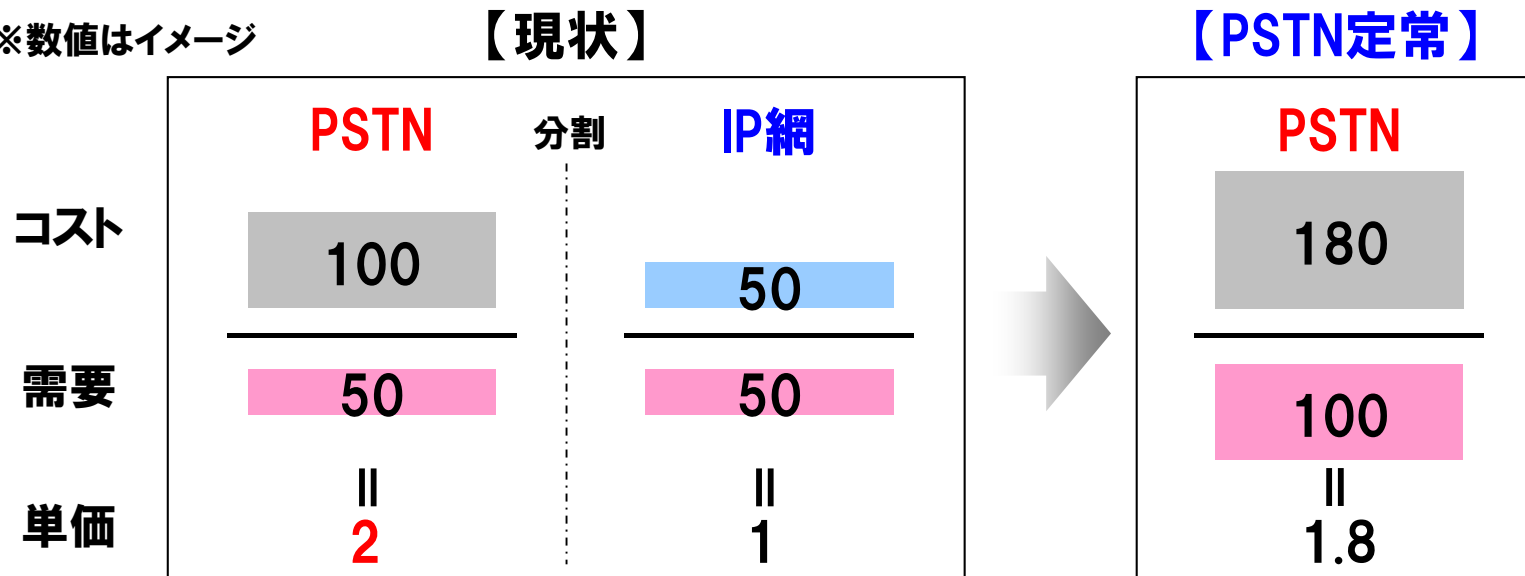 ※数値はイメージ
【現状】
【PSTN定常】
PSTN
分割
IP網
PSTN
コスト
100
50
180
需要
50
50
100
単価
=
2
=
1
=
1.8